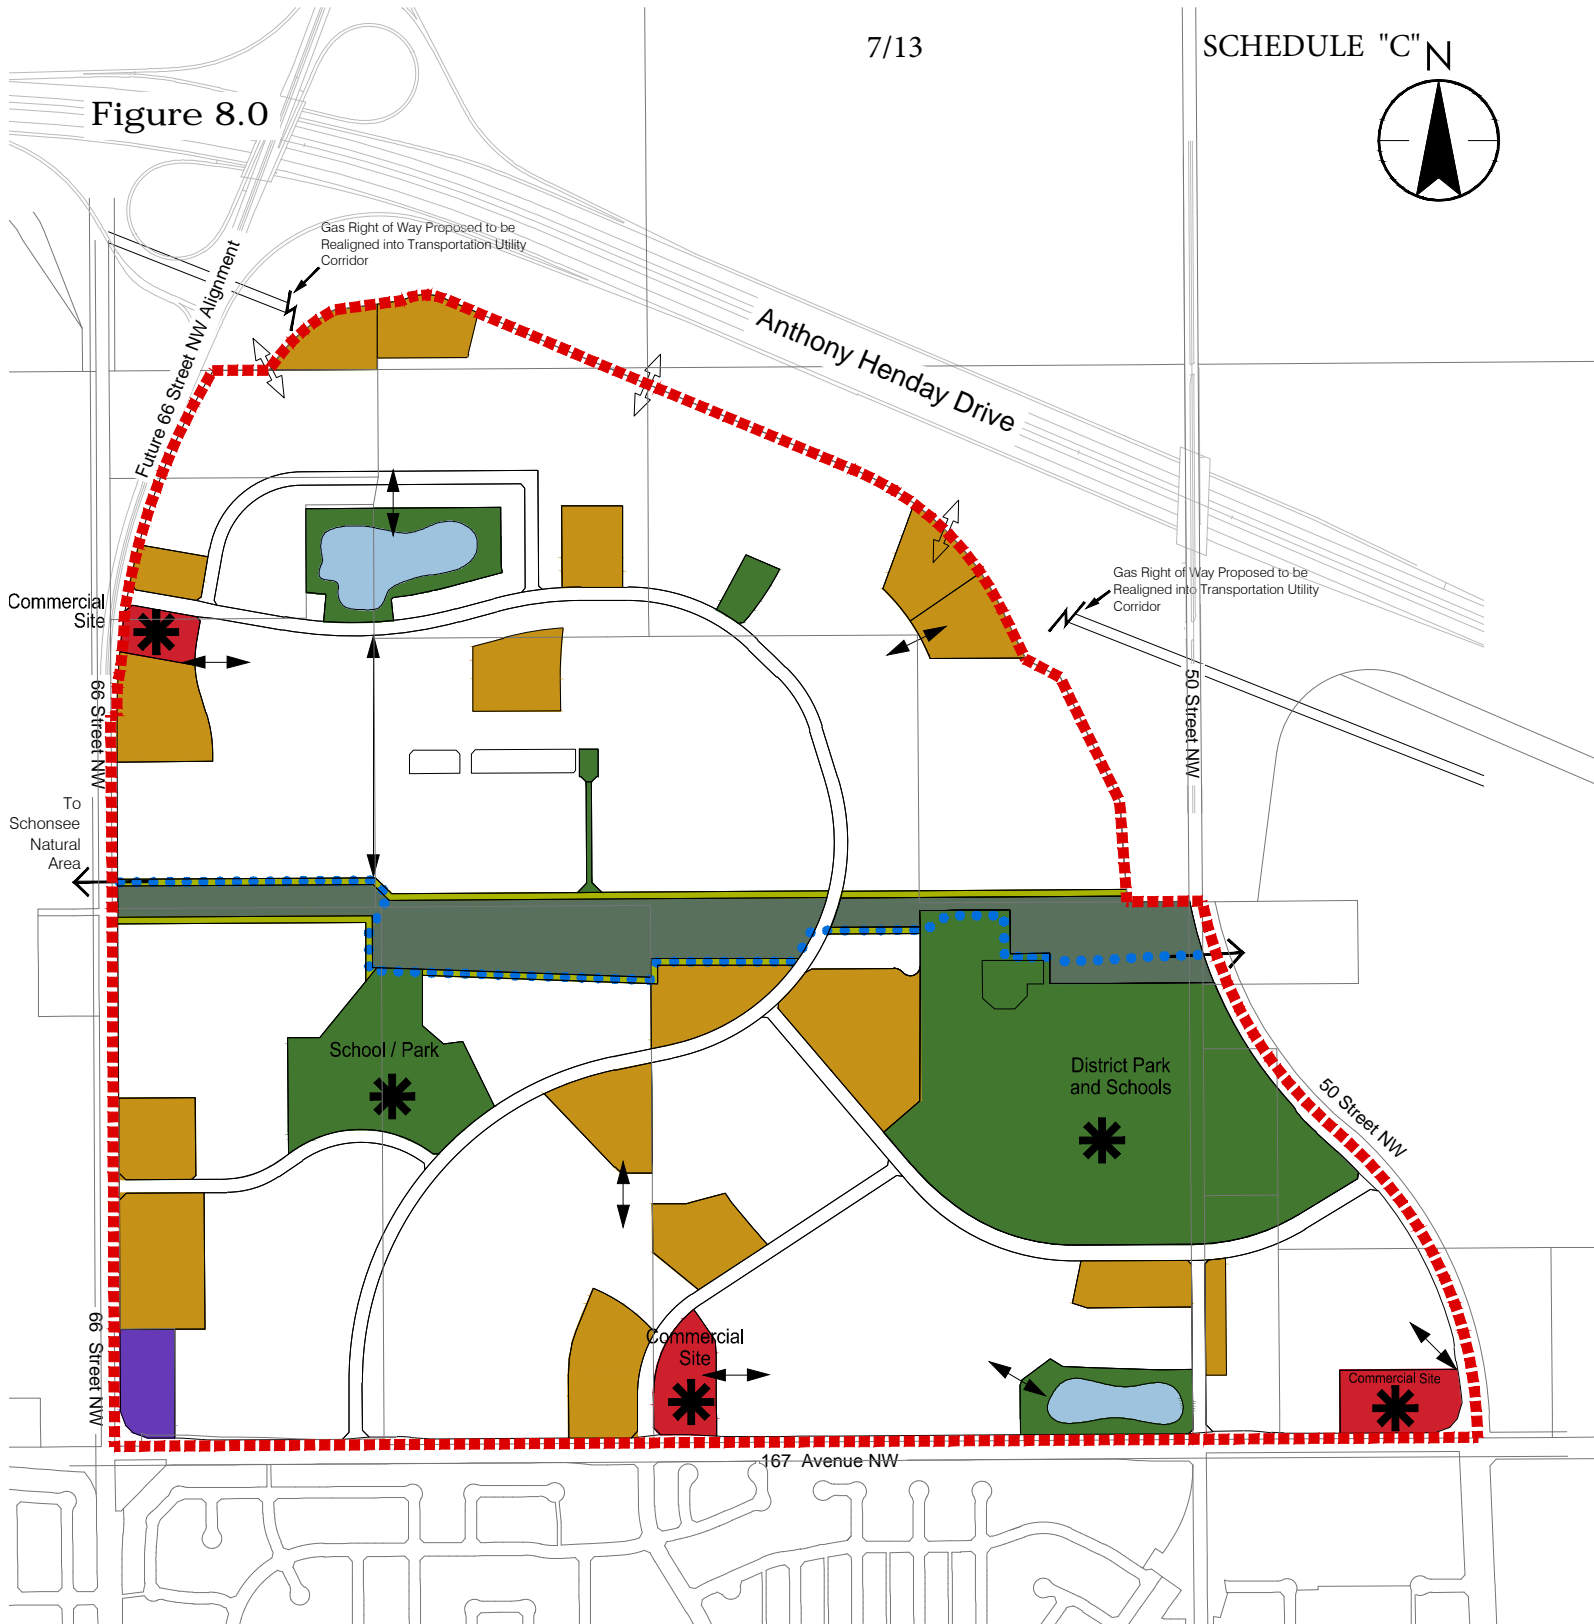 7/13
SCHEDULE "C"
N
Figure 8.0
Gas Right of Way Proposed to be
Realigned into Transportation Utility
Corridor
Future 66 Street NW Alignment
Anthony Henday Drive
Gas Right of Way Proposed to be
Realigned into Transportation Utility
Corridor
Commercial
Site
66 Street NW
50 Street NW
To
Schonsee
Natural
Area
School / Park
District Park
and Schools
50 Street NW
66 Street NW
Commercial
Site
Commercial Site
167 Avenue NW